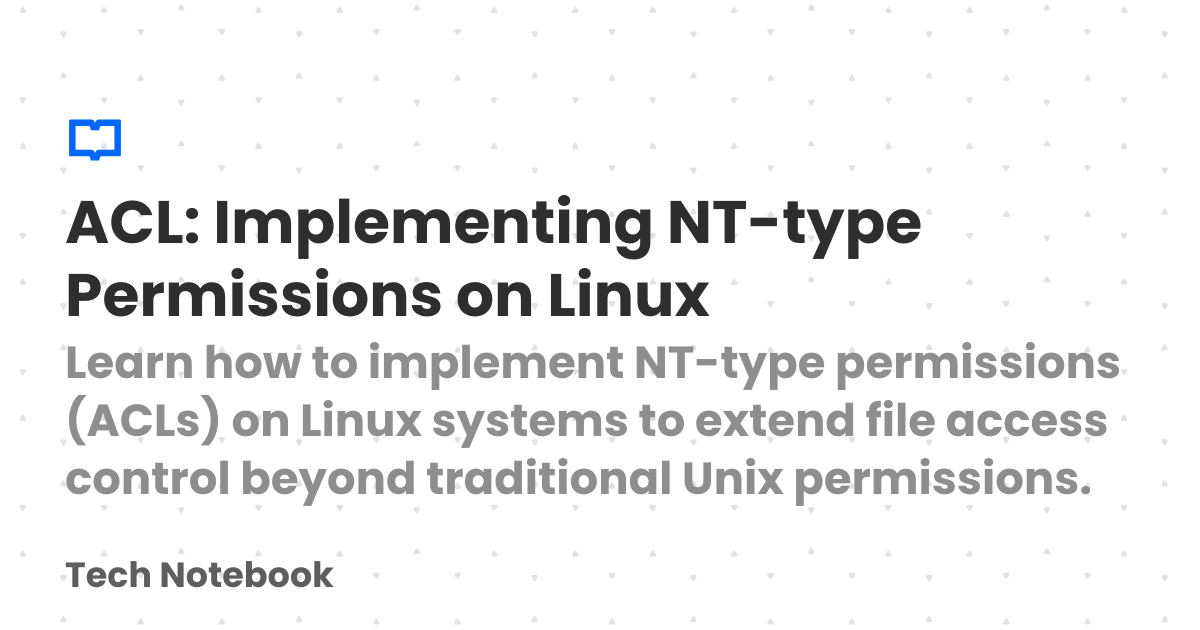 ACL: Implementing NT-type
Permissions on Linux
Learn how to implement NT-type permissions
(ACLs) on Linux systems to extend file access
control beyond traditional Unix permissions.
Tech Notebook